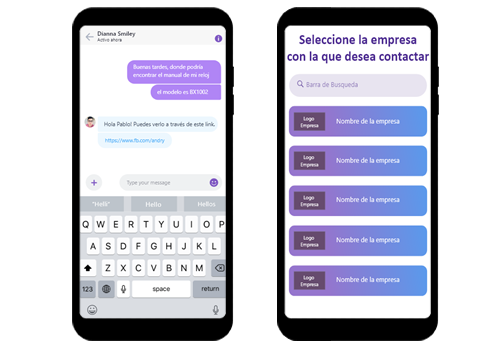 Dianna Smiley
Activo ahora
Buenas tardes, donde podría
encontrar el manual de mi reloj
el modelo es BX1002
Hola Pablo! Puedes verlo a través de este link.
https://www.fb.com/andry
Type your message
"Helli"
Hello
Hellos
Q W E R T Y U I O P
A S D F G H J K L
Z X C V B N M
123
space
return
Seleccione la empresa
con la que desea contactar
Barra de Busqueda
Logo
Empresa
Nombre de la empresa
Logo
Empresa
Nombre de la empresa
Logo
Empresa
Nombre de la empresa
Logo
Empresa
Nombre de la empresa
Logo
Empresa
Nombre de la empresa